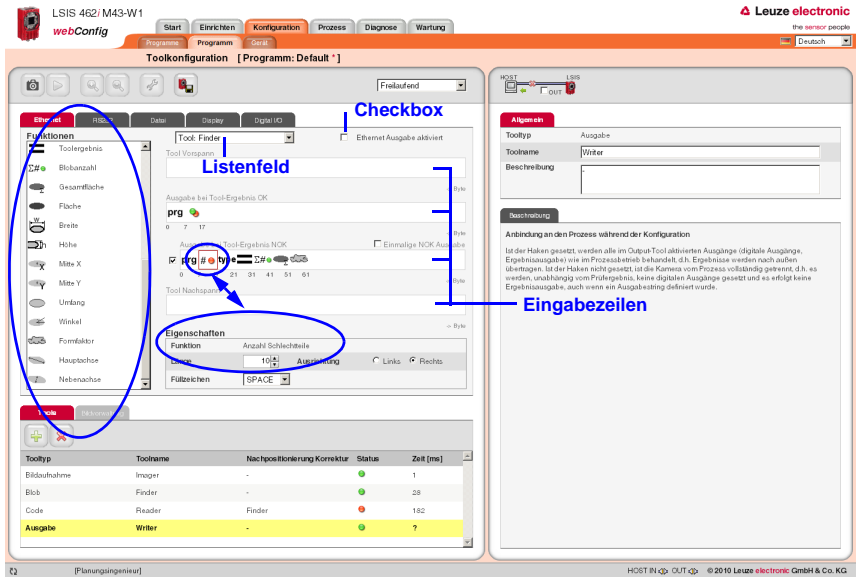 LSIS 462i M43-W1
webConfig
Start
Einrichten
Konfiguration
Prozess
Diagnose
Wartung
Leuze electronic
the sensor people
Programme
Programm
Gerät
Deutsch
Toolkonfiguration [Programm: Default *]
Freilaufend
HOST
LSIS
OUT
Checkbox
Ethernet
RS232
Datei
Display
Digital I/O
Funktionen
Tool: Finder
Ethernet Ausgabe aktiviert
Listenfeld
Toolergebnis
Σ#
Blobanzahl
Gesamtfläche
Fläche
W
Breite
Höhe
X
Mitte X
Y
Mitte Y
Umfang
Winkel
Formfaktor
Hauptachse
Nebenachse
Tool Vorspann
-> Byte
Ausgabe bei Tool-Ergebnis OK
prg
0 7 17
Ausgabe bei Tool-Ergebnis NOK
Einmalige NOK Ausgabe
prg # type Σ#
0 21 31 41 51 61
-> Byte
Tool Nachspann
-> Byte
Eingabezeilen
Eigenschaften
Funktion
Anzahl Schlechtteile
Länge
10
Ausrichtung
Links
Rechts
Füllzeichen
SPACE
Allgemein
Tooltyp
Ausgabe
Toolname
Writer
Beschreibung
-
Beschreibung
Anbindung an den Prozess während der Konfiguration
Ist der Haken gesetzt, werden alle im Output-Tool aktivierten Ausgänge (digitale Ausgänge,
Ergebnisausgabe) wie im Prozessbetrieb behandelt, d.h. Ergebnisse werden nach außen
übertragen. Ist der Haken nicht gesetzt, ist die Kamera vom Prozess vollständig getrennt, d.h. es
werden, unabhängig vom Prüfergebnis, keine digitalen Ausgänge gesetzt und es erfolgt keine
Ergebnisausgabe, auch wenn ein Ausgabestring definiert wurde.
Tools
Tooltyp
Toolname
Nachpositionierung Korrektur
Status
Zeit [ms]
Bildaufnahme
Imager
-
1
Blob
Finder
-
28
Code
Reader
Finder
182
Ausgabe
Writer
-
?
[Planungsingenieur]
HOST IN OUT © 2010 Leuze electronic GmbH & Co. KG